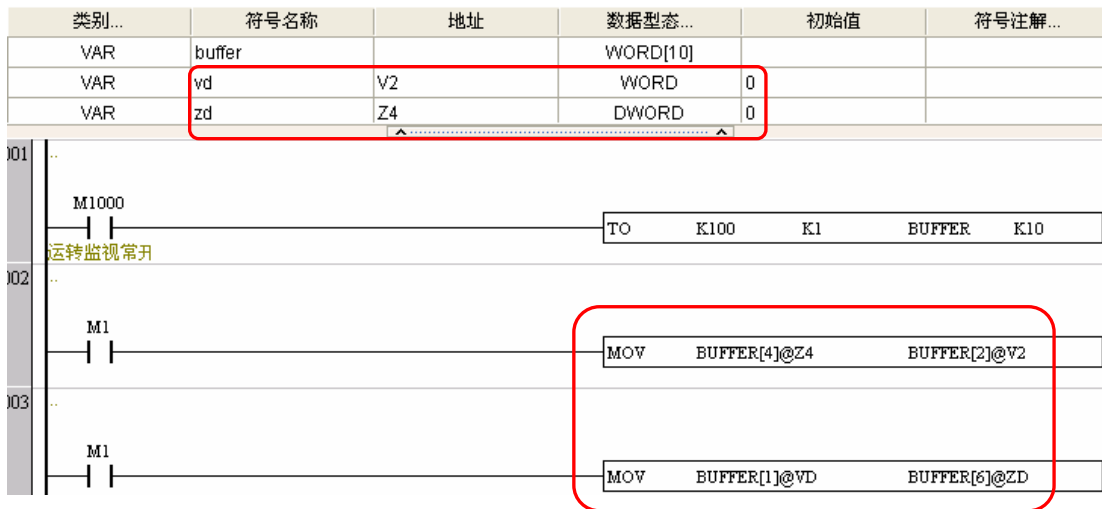 类别... 符号名称 地址 数据型态... 初始值 符号注解...
VAR buffer WORD[10]
VAR vd V2 WORD 0
VAR zd Z4 DWORD 0
001 ..
M1000
TO K100 K1 BUFFER K10
运转监视常开
002 ..
M1
MOV BUFFER[4]@Z4 BUFFER[2]@V2
003 ..
M1
MOV BUFFER[1]@VD BUFFER[6]@ZD